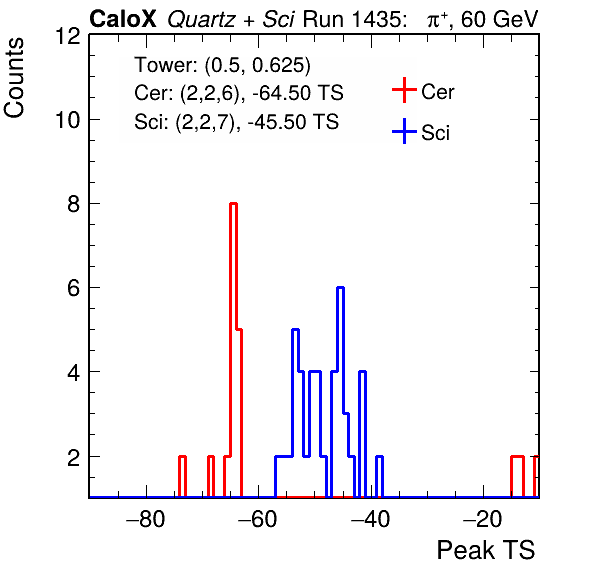 CaloX Quartz + Sci Run 1435: π⁺, 60 GeV
Counts
12
10
8
6
4
2
Tower: (0.5, 0.625)
Cer: (2,2,6), -64.50 TS
Sci: (2,2,7), -45.50 TS
Cer
Sci
−80
−60
−40
−20
Peak TS